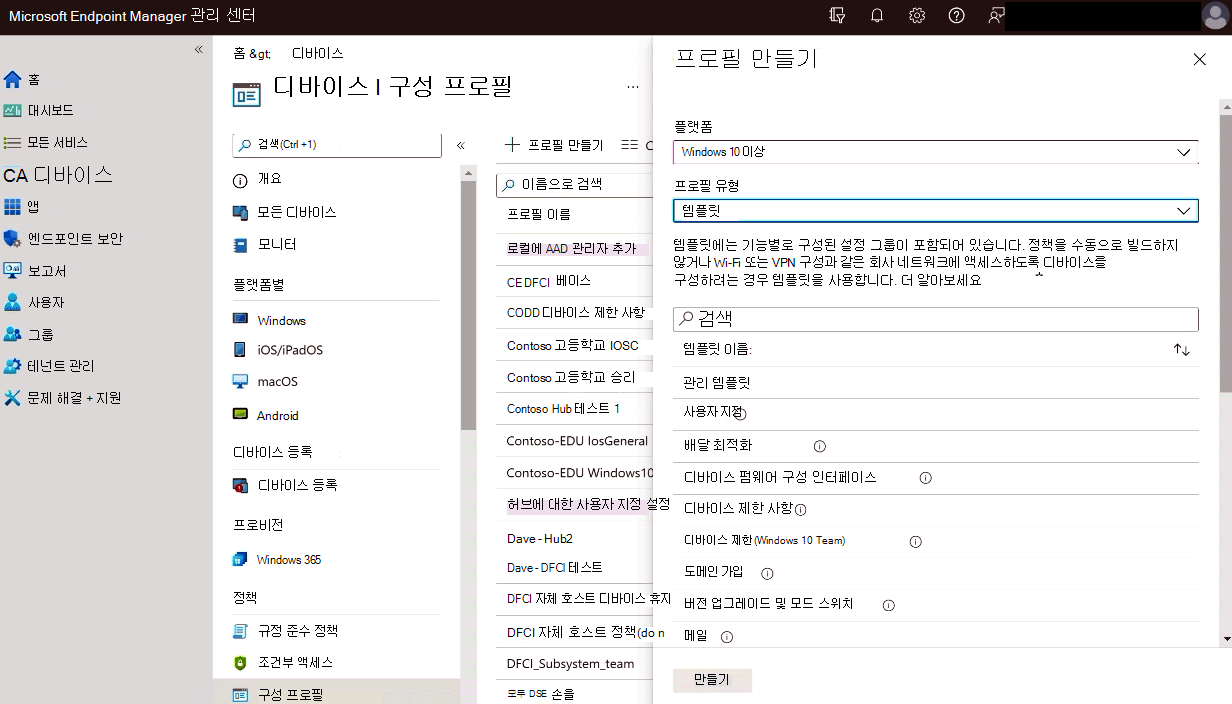 Microsoft Endpoint Manager 관리 센터
홈
대시보드
모든 서비스
CA 디바이스
앱
엔드포인트 보안
보고서
사용자
그룹
테넌트 관리
문제 해결 + 지원
홈 &gt; 디바이스
디바이스 I 구성 프로필
검색(Ctrl +1)
개요
모든 디바이스
모니터
플랫폼별
Windows
iOS/iPadOS
macOS
Android
디바이스 등록
디바이스 등록
프로비전
Windows 365
정책
규정 준수 정책
조건부 액세스
구성 프로필
프로필 만들기
이름으로 검색
프로필 이름
로컬에 AAD 관리자 추가
CE DFCI 베이스
CODD 디바이스 제한 사항
Contoso 고등학교 IOSC
Contoso 고등학교 승리
Contoso Hub 테스트 1
Contoso-EDU IosGeneral
Contoso-EDU Windows10
허브에 대한 사용자 지정 설정
Dave - Hub2
Dave - DFCI 테스트
DFCI 자체 호스트 디바이스 휴지
DFCI 자체 호스트 정책(do n
DFCI_Subsystem_team
모두 DSE 손을
프로필 만들기
플랫폼
Windows 10 이상
프로필 유형
템플릿
템플릿에는 기능별로 구성된 설정 그룹이 포함되어 있습니다. 정책을 수동으로 빌드하지
않거나 Wi-Fi 또는 VPN 구성과 같은 회사 네트워크에 액세스하도록 디바이스를
구성하려는 경우 템플릿을 사용합니다. 더 알아보세요
검색
템플릿 이름:
관리 템플릿
사용자 지정
배달 최적화
디바이스 펌웨어 구성 인터페이스
디바이스 제한 사항
디바이스 제한(Windows 10 Team)
도메인 가입
버전 업그레이드 및 모드 스위치
메일
만들기